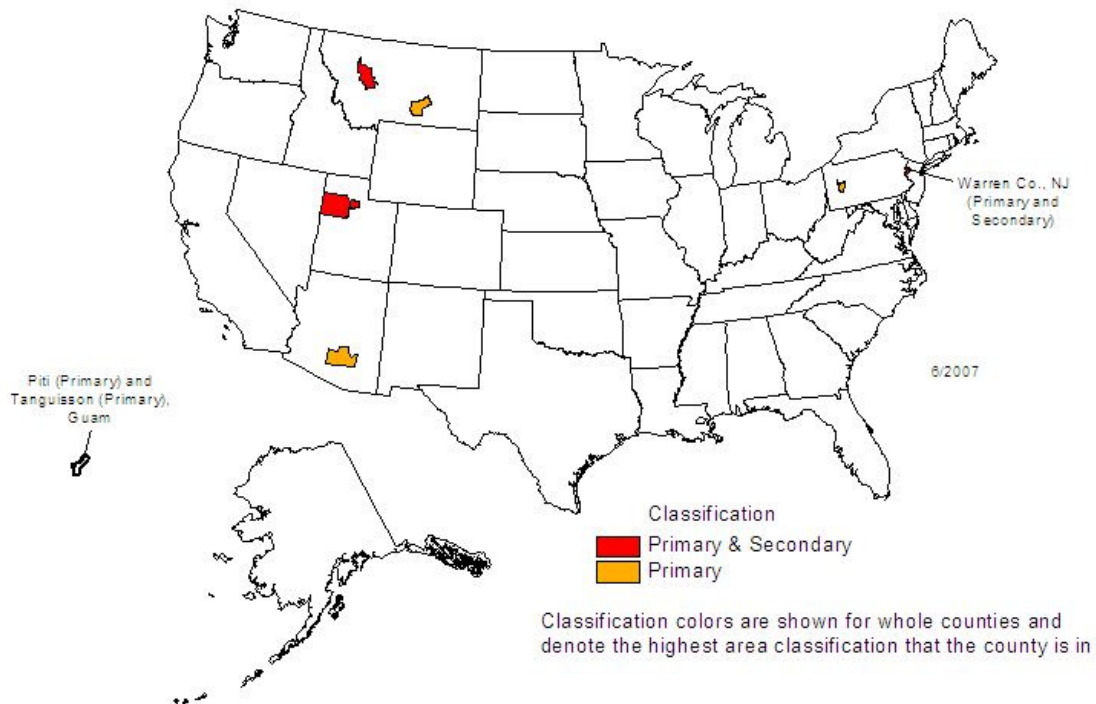 Warren Co., NJ
(Primary and
Secondary)
6/2007
Piti (Primary) and
Tanguisson (Primary),
Guam
Classification
Primary & Secondary
Primary
Classification colors are shown for whole counties and
denote the highest area classification that the county is in